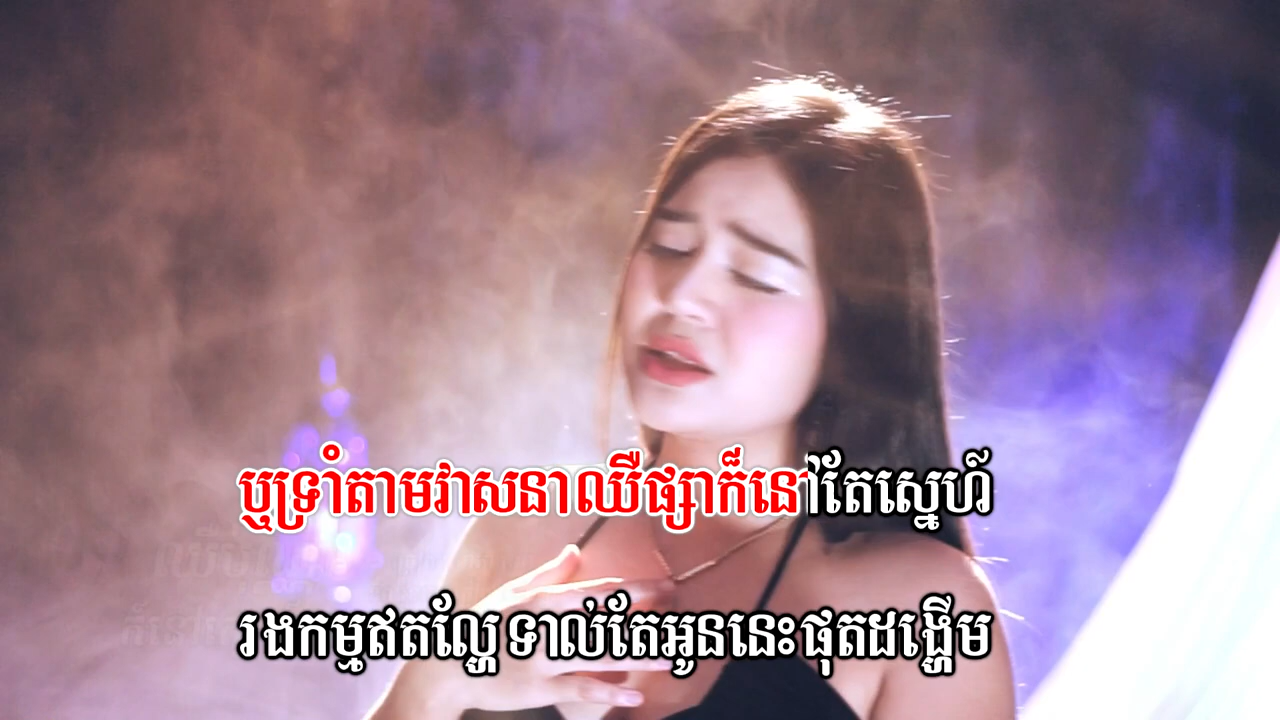 ឬទ្រាំតាមវាសនាឈឺផ្សាក៏នៅតែស្នេហ៍
រងកម្មឥតល្ហែ ទាល់តែអូននេះផុតដង្ហើម